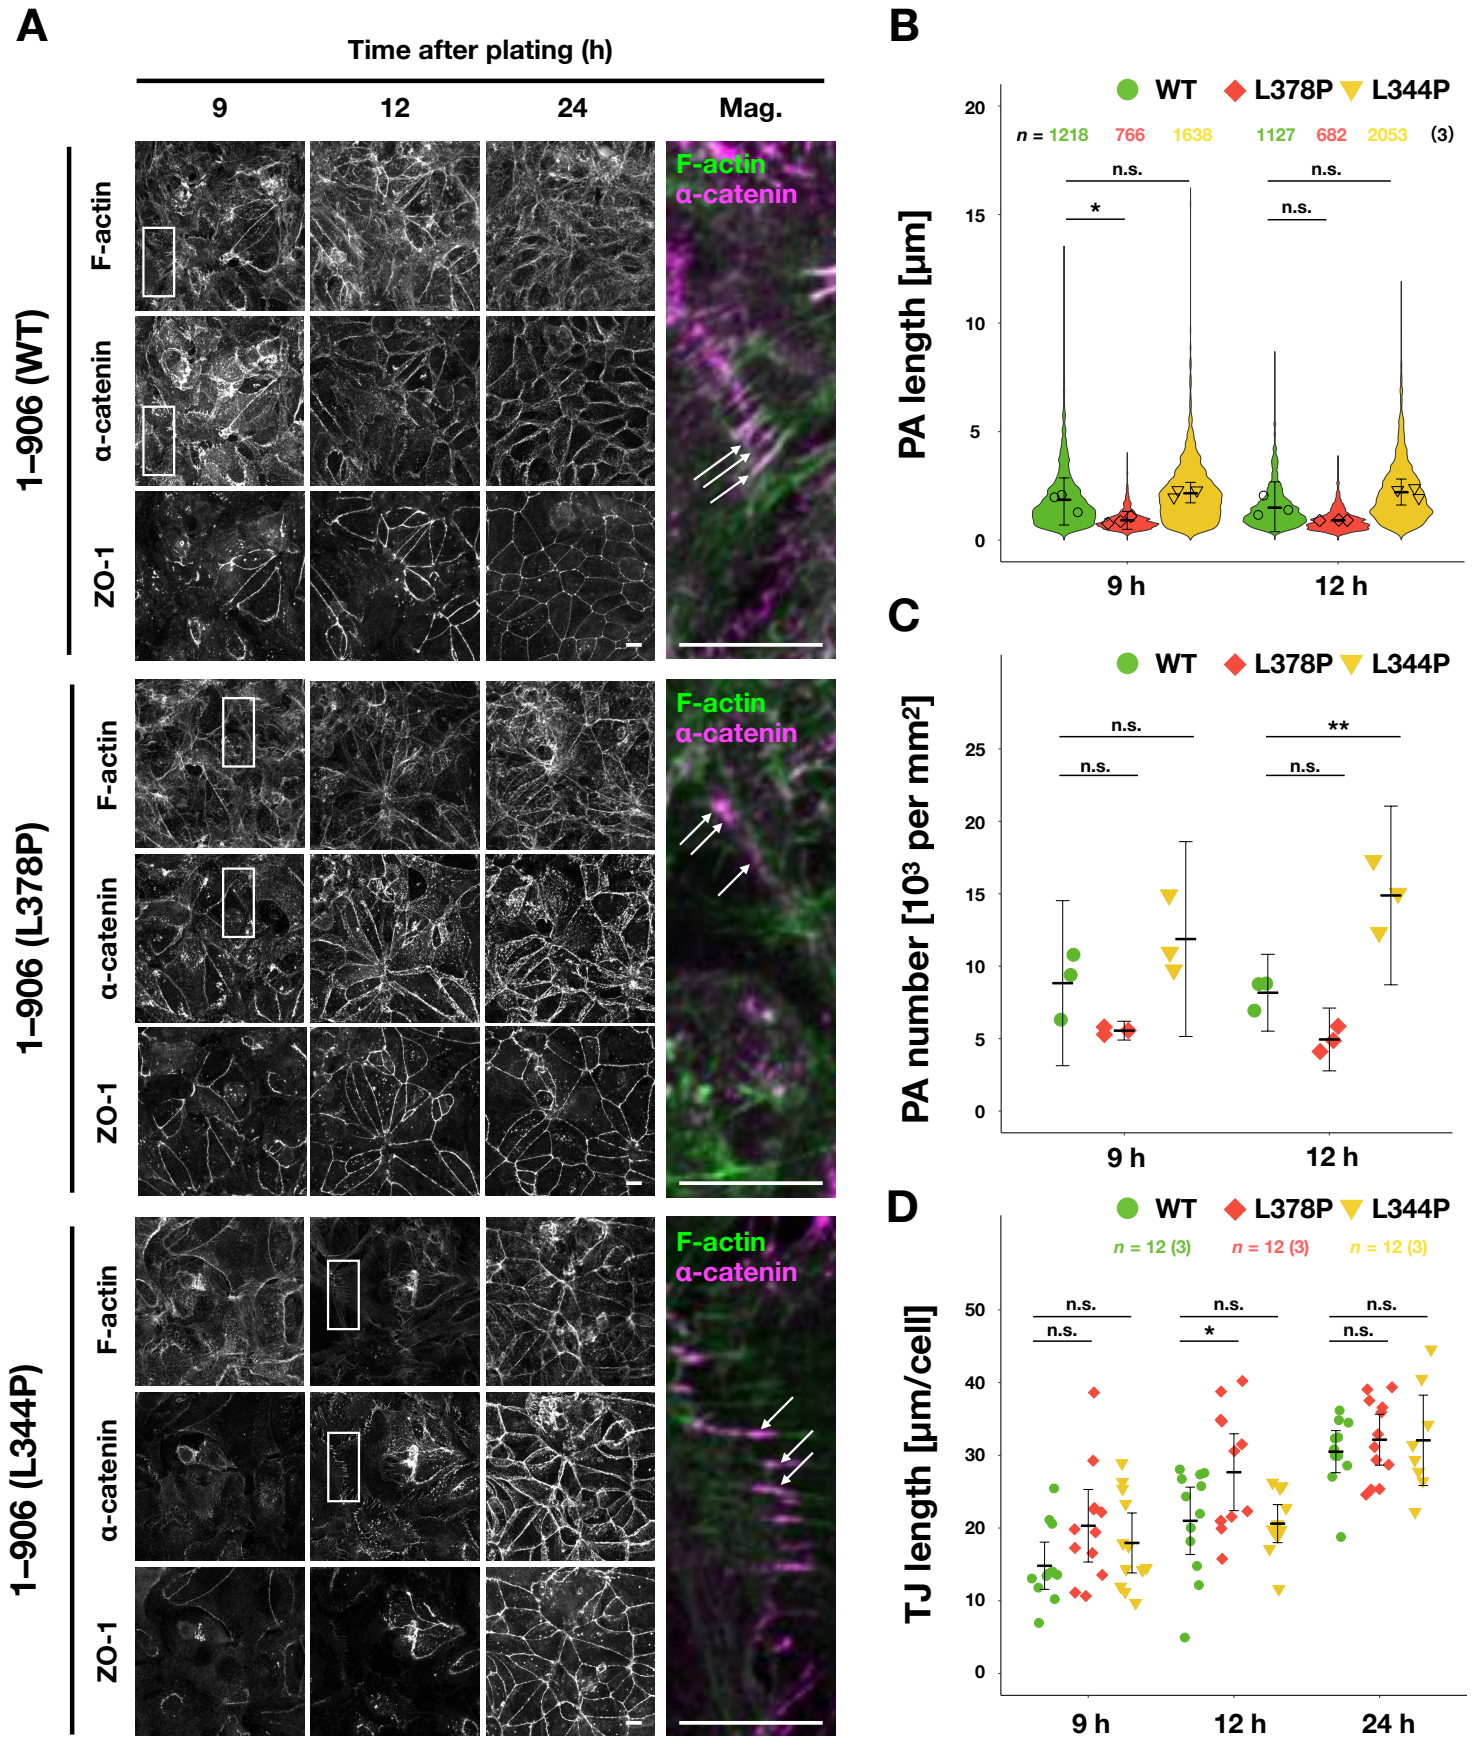 A
Time after plating (h)
9 12 24 Mag.
1–906 (WT)
F-actin
α-catenin
ZO-1
F-actin
α-catenin
1–906 (L378P)
F-actin
α-catenin
ZO-1
F-actin
α-catenin
1–906 (L344P)
F-actin
α-catenin
ZO-1
F-actin
α-catenin
B
WT L378P L344P
n = 1218 766 1638 1127 682 2053 (3)
n.s. n.s.
* n.s.
PA length [µm]
20
15
10
5
0
9 h 12 h
C
WT L378P L344P
n.s. **
n.s. n.s.
PA number [10³ per mm²]
25
20
15
10
5
0
9 h 12 h
D
WT L378P L344P
n = 12 (3) n = 12 (3) n = 12 (3)
n.s. n.s. n.s.
n.s. * n.s.
TJ length [µm/cell]
50
40
30
20
10
0
9 h 12 h 24 h